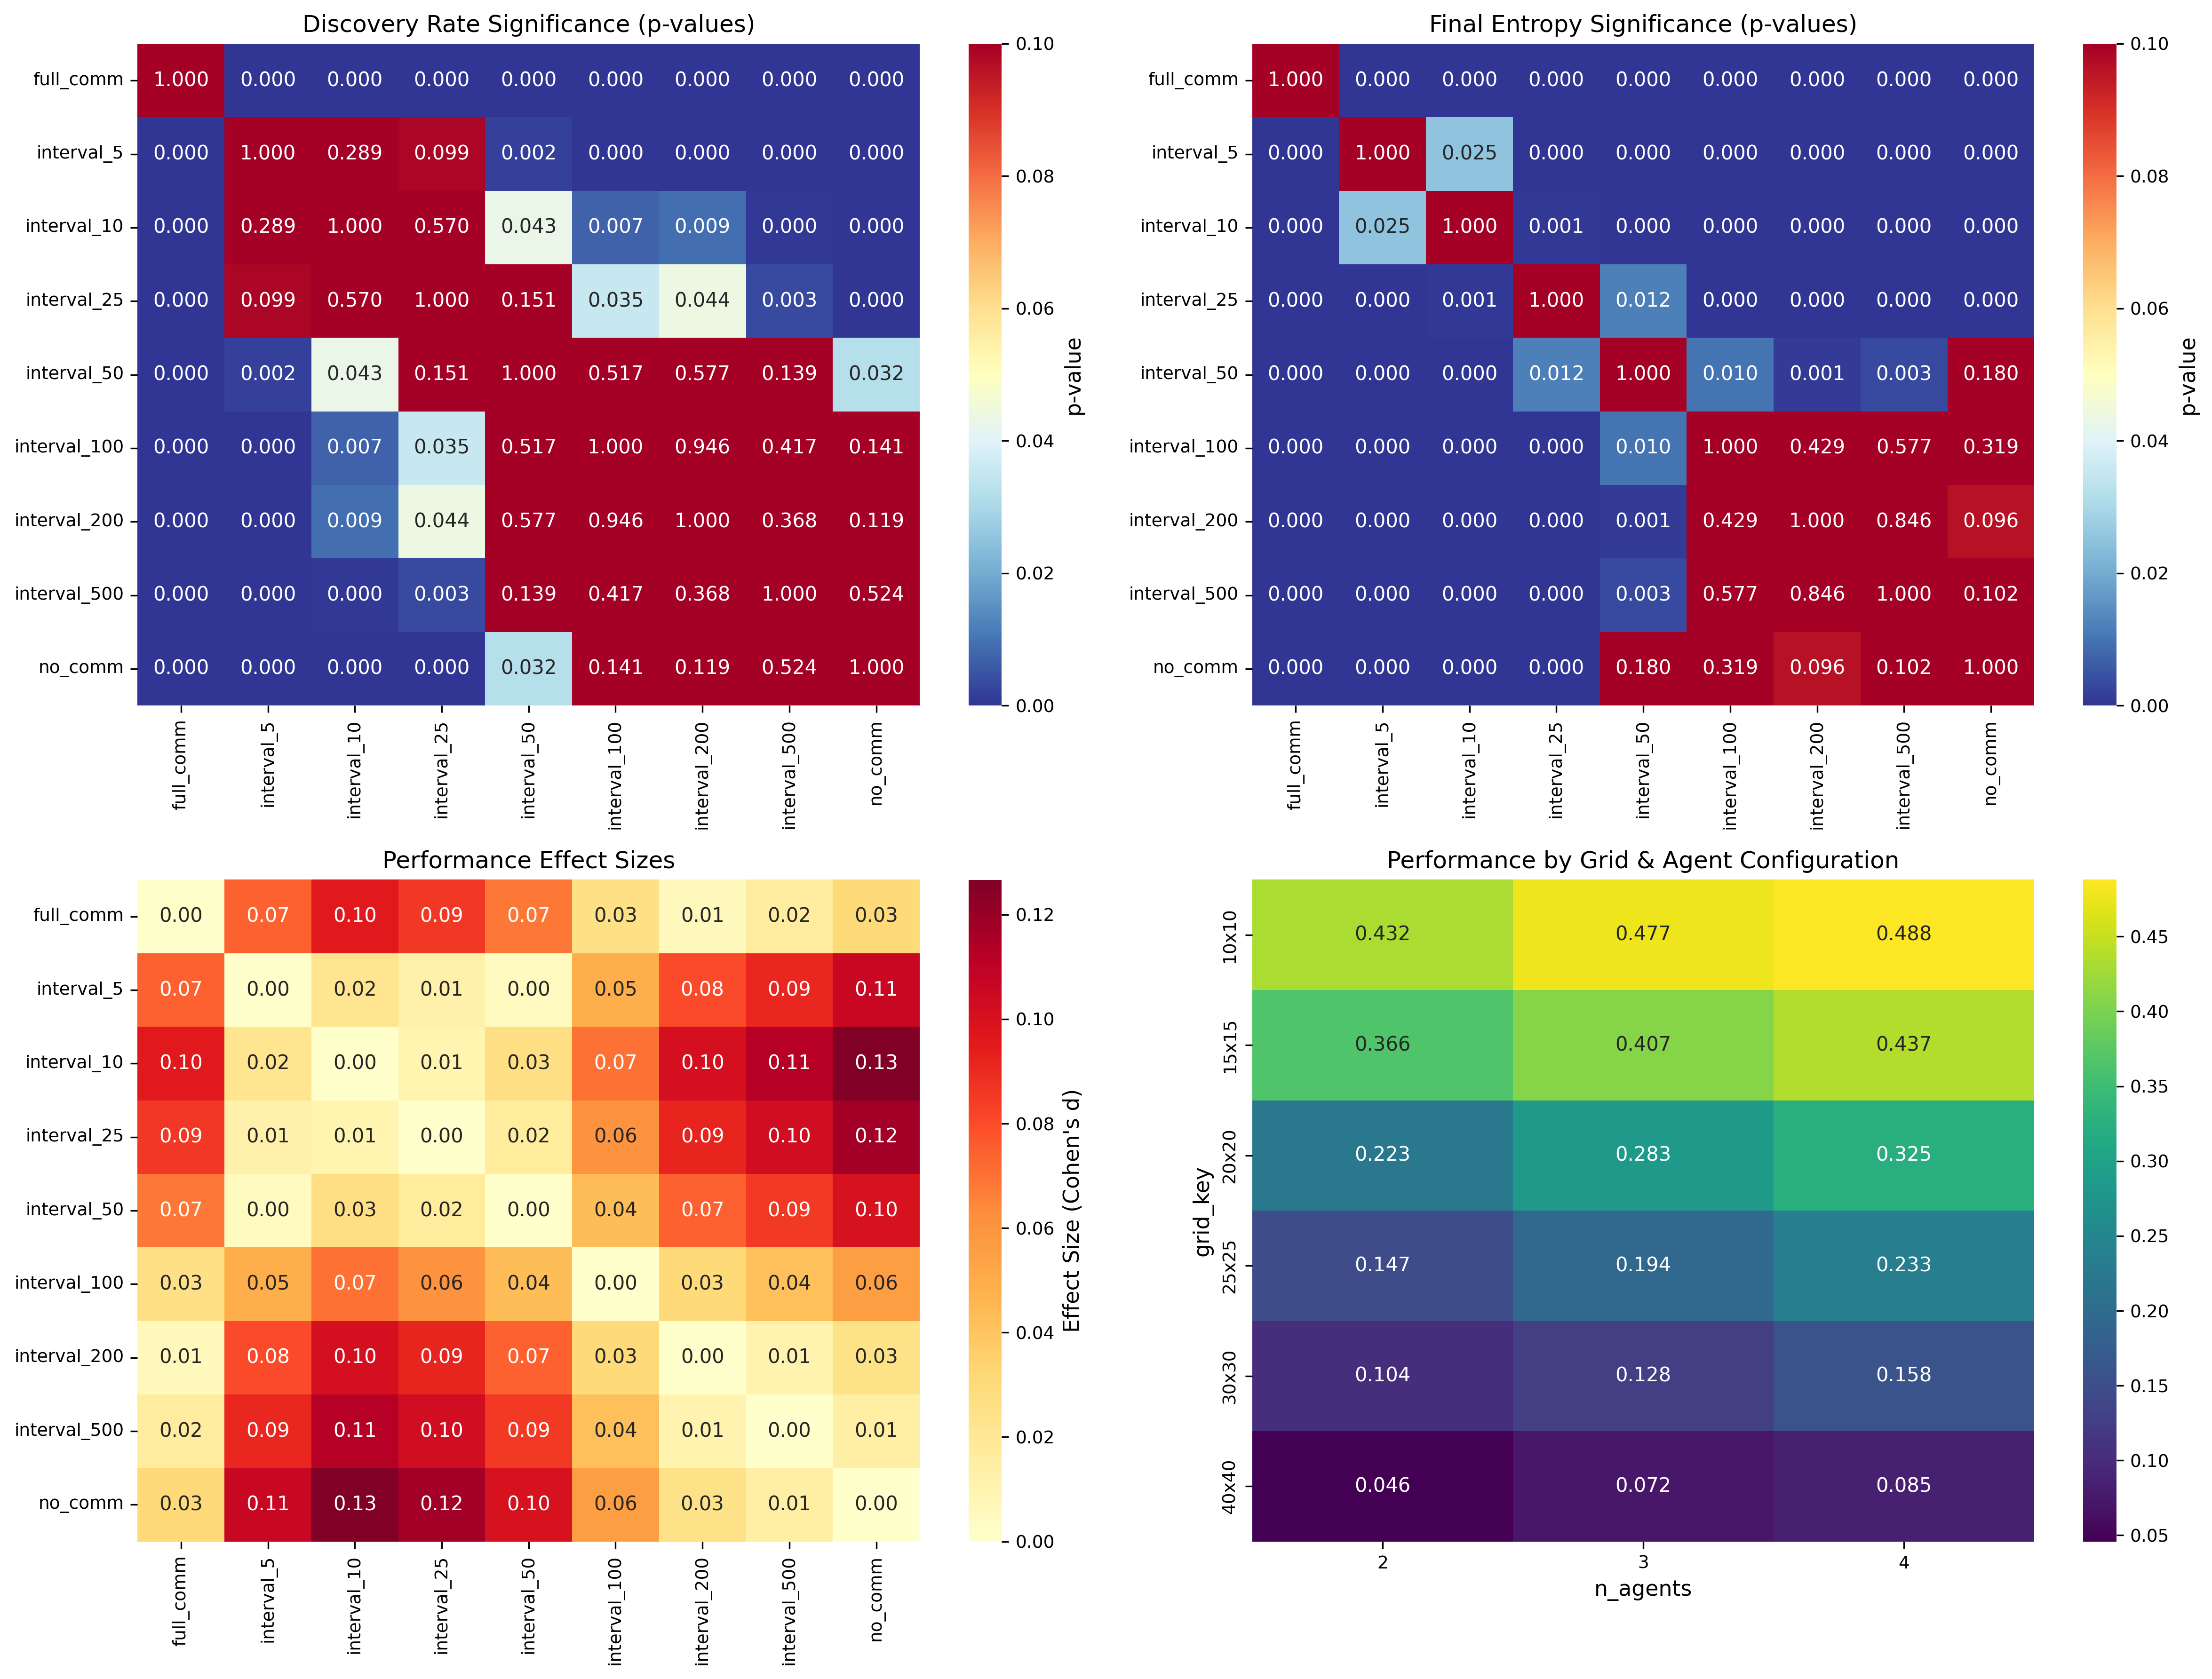 Discovery Rate Significance (p-values)
full_comm 1.000 0.000 0.000 0.000 0.000 0.000 0.000 0.000 0.000
interval_5 0.000 1.000 0.289 0.099 0.002 0.000 0.000 0.000 0.000
interval_10 0.000 0.289 1.000 0.570 0.043 0.007 0.009 0.000 0.000
interval_25 0.000 0.099 0.570 1.000 0.151 0.035 0.044 0.003 0.000
interval_50 0.000 0.002 0.043 0.151 1.000 0.517 0.577 0.139 0.032
interval_100 0.000 0.000 0.007 0.035 0.517 1.000 0.946 0.417 0.141
interval_200 0.000 0.000 0.009 0.044 0.577 0.946 1.000 0.368 0.119
interval_500 0.000 0.000 0.000 0.003 0.139 0.417 0.368 1.000 0.524
no_comm 0.000 0.000 0.000 0.000 0.032 0.141 0.119 0.524 1.000
full_comm interval_5 interval_10 interval_25 interval_50 interval_100 interval_200 interval_500 no_comm
0.10
0.08
0.06
0.04
0.02
0.00
p-value
Final Entropy Significance (p-values)
full_comm 1.000 0.000 0.000 0.000 0.000 0.000 0.000 0.000 0.000
interval_5 0.000 1.000 0.025 0.000 0.000 0.000 0.000 0.000 0.000
interval_10 0.000 0.025 1.000 0.001 0.000 0.000 0.000 0.000 0.000
interval_25 0.000 0.000 0.001 1.000 0.012 0.000 0.000 0.000 0.000
interval_50 0.000 0.000 0.000 0.012 1.000 0.010 0.001 0.003 0.180
interval_100 0.000 0.000 0.000 0.000 0.010 1.000 0.429 0.577 0.319
interval_200 0.000 0.000 0.000 0.000 0.001 0.429 1.000 0.846 0.096
interval_500 0.000 0.000 0.000 0.000 0.003 0.577 0.846 1.000 0.102
no_comm 0.000 0.000 0.000 0.000 0.180 0.319 0.096 0.102 1.000
full_comm interval_5 interval_10 interval_25 interval_50 interval_100 interval_200 interval_500 no_comm
0.10
0.08
0.06
0.04
0.02
0.00
p-value
Performance Effect Sizes
full_comm 0.00 0.07 0.10 0.09 0.07 0.03 0.01 0.02 0.03
interval_5 0.07 0.00 0.02 0.01 0.00 0.05 0.08 0.09 0.11
interval_10 0.10 0.02 0.00 0.01 0.03 0.07 0.10 0.11 0.13
interval_25 0.09 0.01 0.01 0.00 0.02 0.06 0.09 0.10 0.12
interval_50 0.07 0.00 0.03 0.02 0.00 0.04 0.07 0.09 0.10
interval_100 0.03 0.05 0.07 0.06 0.04 0.00 0.03 0.04 0.06
interval_200 0.01 0.08 0.10 0.09 0.07 0.03 0.00 0.01 0.03
interval_500 0.02 0.09 0.11 0.10 0.09 0.04 0.01 0.00 0.01
no_comm 0.03 0.11 0.13 0.12 0.10 0.06 0.03 0.01 0.00
full_comm interval_5 interval_10 interval_25 interval_50 interval_100 interval_200 interval_500 no_comm
0.12
0.10
0.08
0.06
0.04
0.02
0.00
Effect Size (Cohen's d)
Performance by Grid & Agent Configuration
grid_key
10x10 0.432 0.477 0.488
15x15 0.366 0.407 0.437
20x20 0.223 0.283 0.325
25x25 0.147 0.194 0.233
30x30 0.104 0.128 0.158
40x40 0.046 0.072 0.085
2 3 4
n_agents
0.45
0.40
0.35
0.30
0.25
0.20
0.15
0.10
0.05